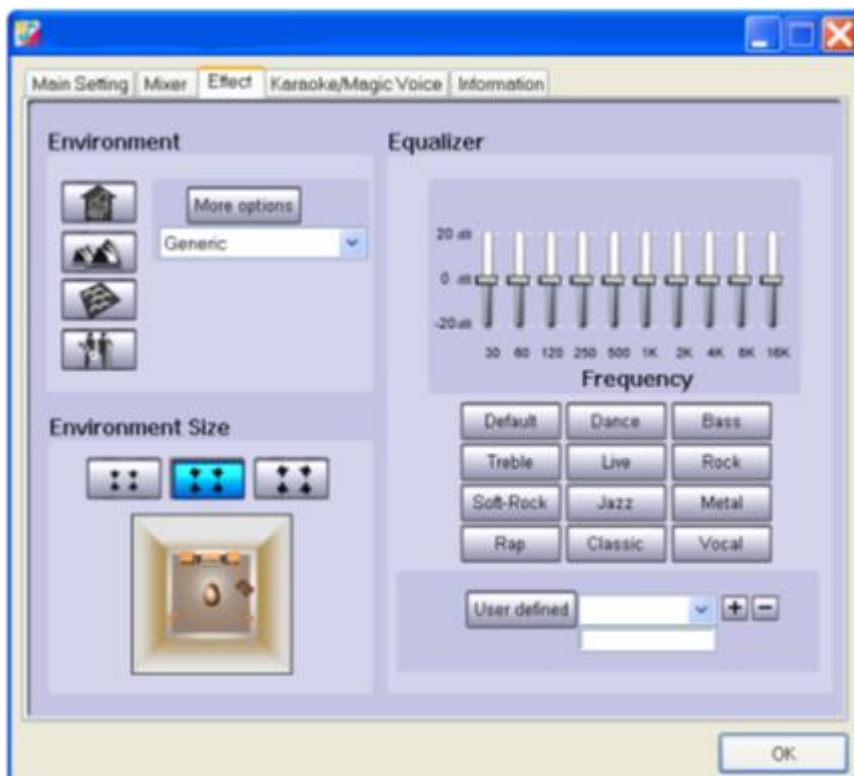 Main Setting Mixer Effect Karaoke/Magic Voice Information
Environment
More options
Generic
Environment Size
Equalizer
20 dB
0 dB
-20 dB
30 60 120 250 500 1K 2K 4K 8K 16K
Frequency
Default Dance Bass
Treble Live Rock
Soft-Rock Jazz Metal
Rap Classic Vocal
User defined
OK